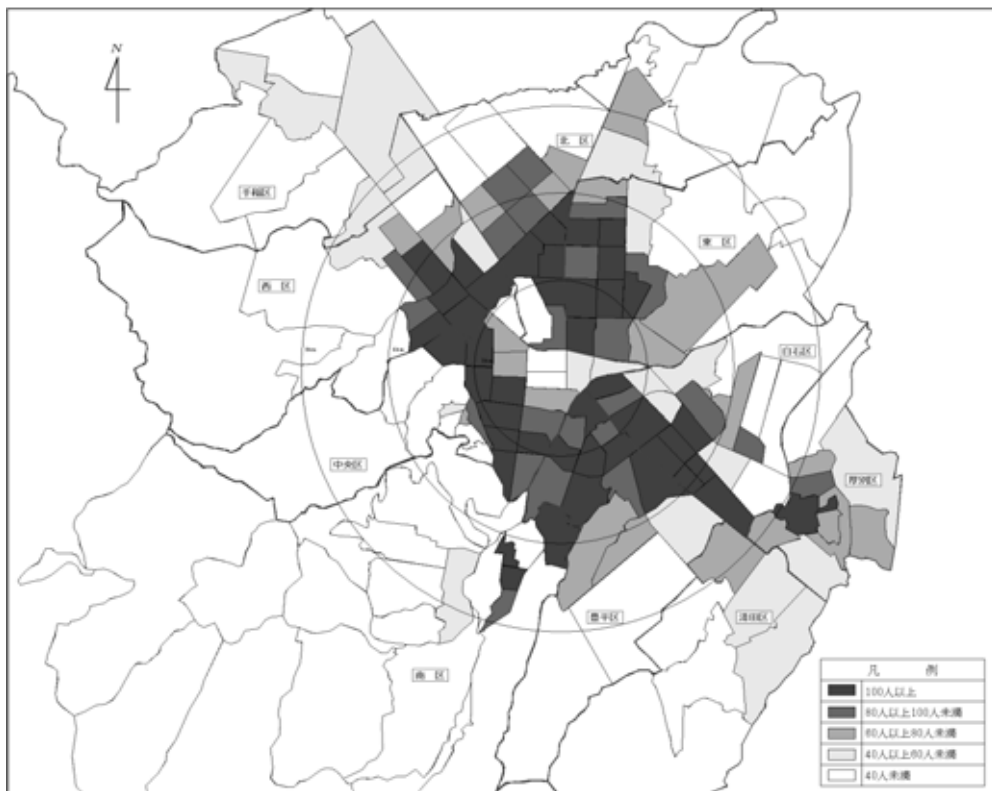 N
北区
手稲区
東区
西区
白石区
中央区
厚別区
豊平区
清田区
南区
凡 例
100人以上
80人以上100人未満
60人以上80人未満
40人以上60人未満
40人未満